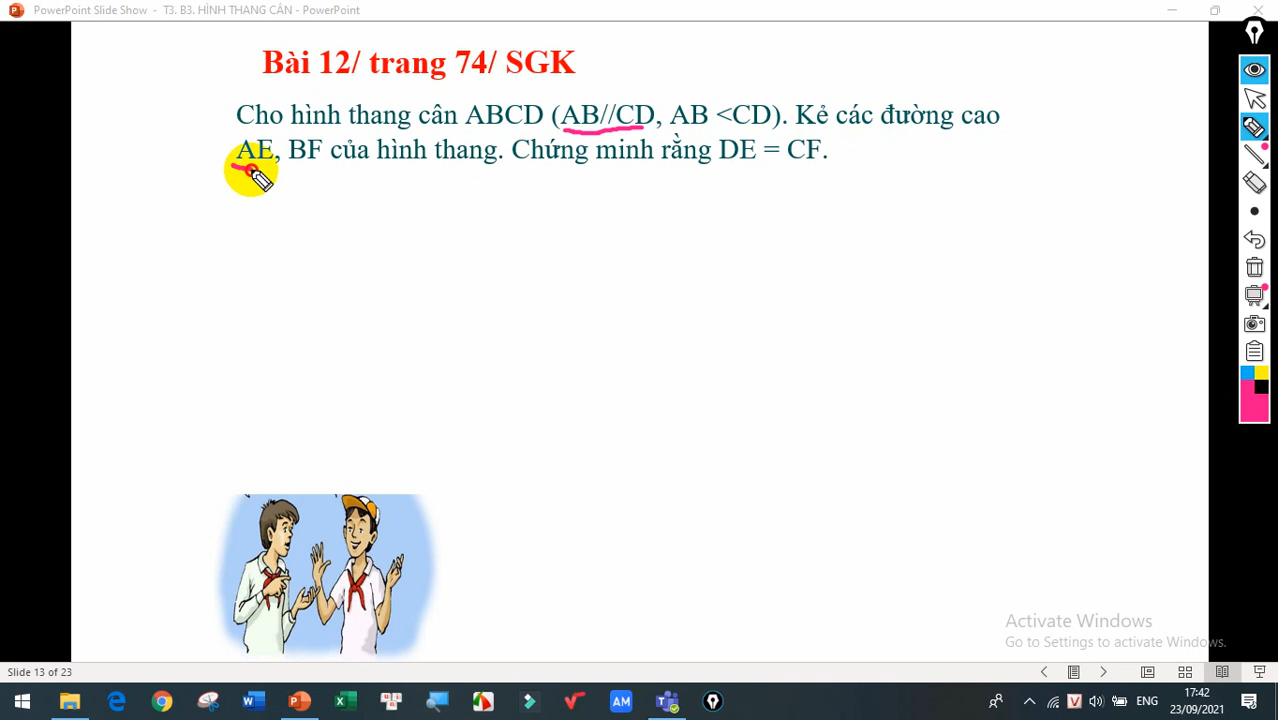 PowerPoint Slide Show - T3. B3. HÌNH THANG CÂN - PowerPoint
Bài 12/ trang 74/ SGK
Cho hình thang cân ABCD (AB//CD, AB <CD). Kẻ các đường cao
AE, BF của hình thang. Chứng minh rằng DE = CF.
Activate Windows
Go to Settings to activate Windows.
Slide 13 of 23
AM
V
ENG
17:42
23/09/2021